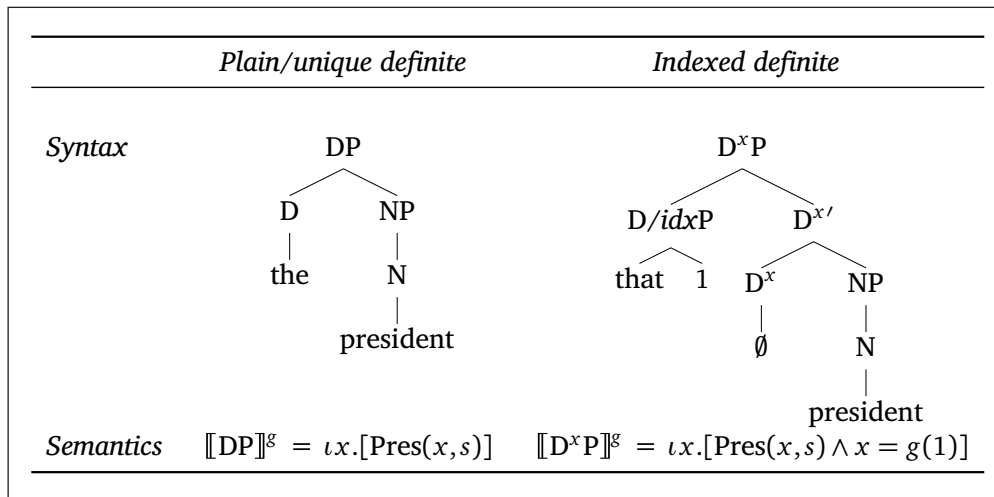 Plain/unique definite Indexed definite
Syntax DP DˣP
D NP D/idxP Dˣ′
the N that 1 Dˣ NP
president ∅ N
president
Semantics ⟦DP⟧ᵍ = ιx.[Pres(x,s)] ⟦DˣP⟧ᵍ = ιx.[Pres(x,s) ∧ x = g(1)]